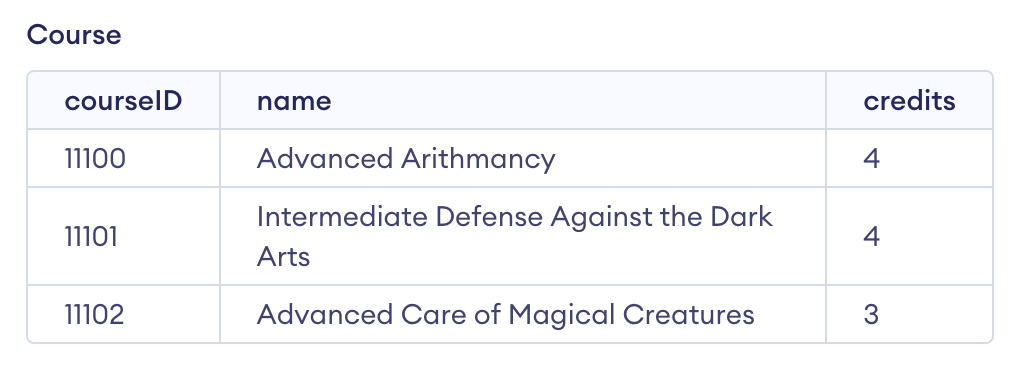 Course
courseID name credits
11100 Advanced Arithmancy 4
11101 Intermediate Defense Against the Dark 4
Arts
11102 Advanced Care of Magical Creatures 3